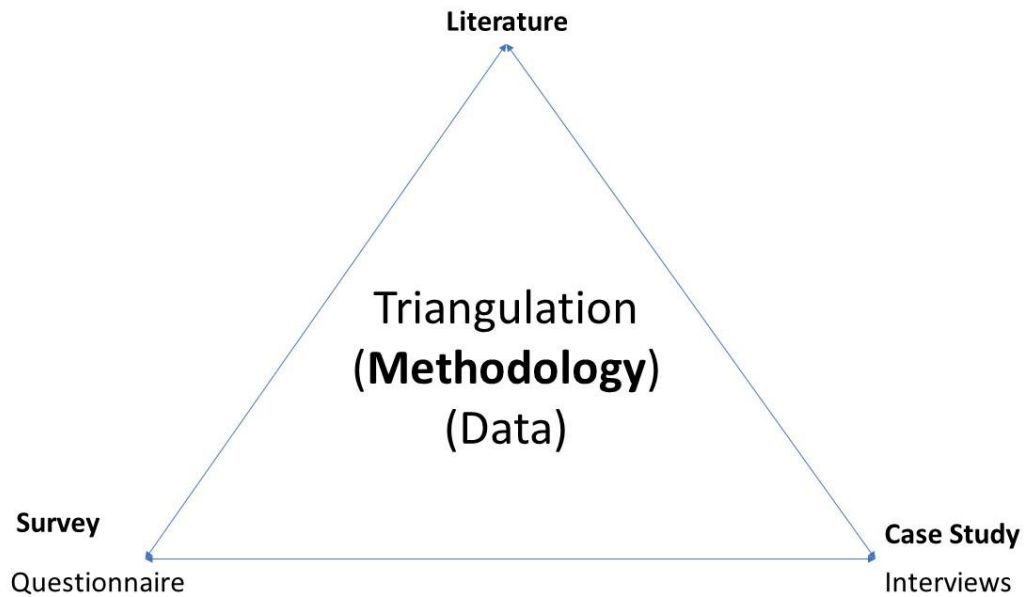 Literature
Triangulation
(Methodology)
(Data)
Survey
Questionnaire
Case Study
Interviews